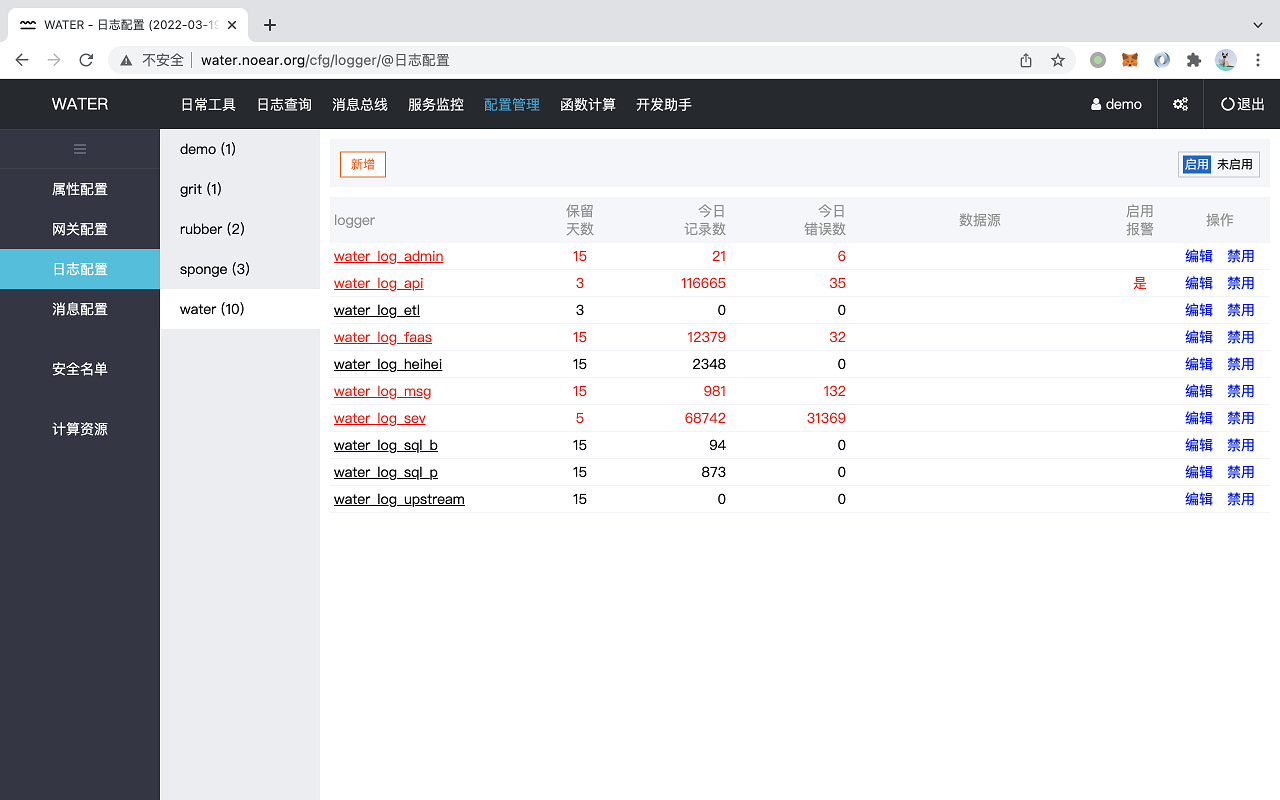 WATER - 日志配置 (2022-03-19
不安全 water.noear.org/cfg/logger/@日志配置
WATER 日常工具 日志查询 消息总线 服务监控 配置管理 函数计算 开发助手 demo 退出
属性配置
网关配置
日志配置
消息配置
安全名单
计算资源
demo (1)
grit (1)
rubber (2)
sponge (3)
water (10)
新增 启用 未启用
logger 保留天数 今日记录数 今日错误数 数据源 启用报警 操作
water_log_admin 15 21 6 编辑 禁用
water_log_api 3 116665 35 是 编辑 禁用
water_log_etl 3 0 0 编辑 禁用
water_log_faas 15 12379 32 编辑 禁用
water_log_heihei 15 2348 0 编辑 禁用
water_log_msg 15 981 132 编辑 禁用
water_log_sev 5 68742 31369 编辑 禁用
water_log_sql_b 15 94 0 编辑 禁用
water_log_sql_p 15 873 0 编辑 禁用
water_log_upstream 15 0 0 编辑 禁用